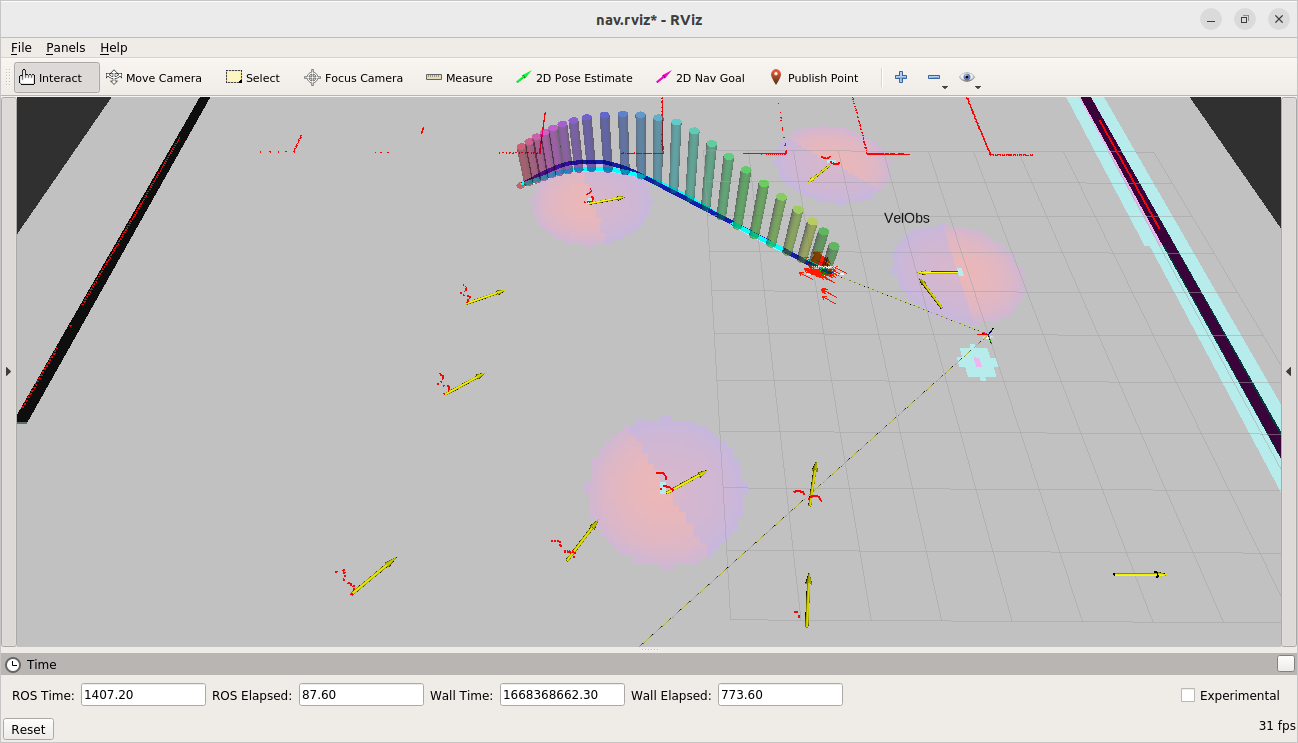 nav.rviz* - RViz
File Panels Help
Interact Move Camera Select Focus Camera Measure 2D Pose Estimate 2D Nav Goal Publish Point
VelObs
Time
ROS Time: 1407.20 ROS Elapsed: 87.60 Wall Time: 1668368662.30 Wall Elapsed: 773.60 Experimental
Reset 31 fps